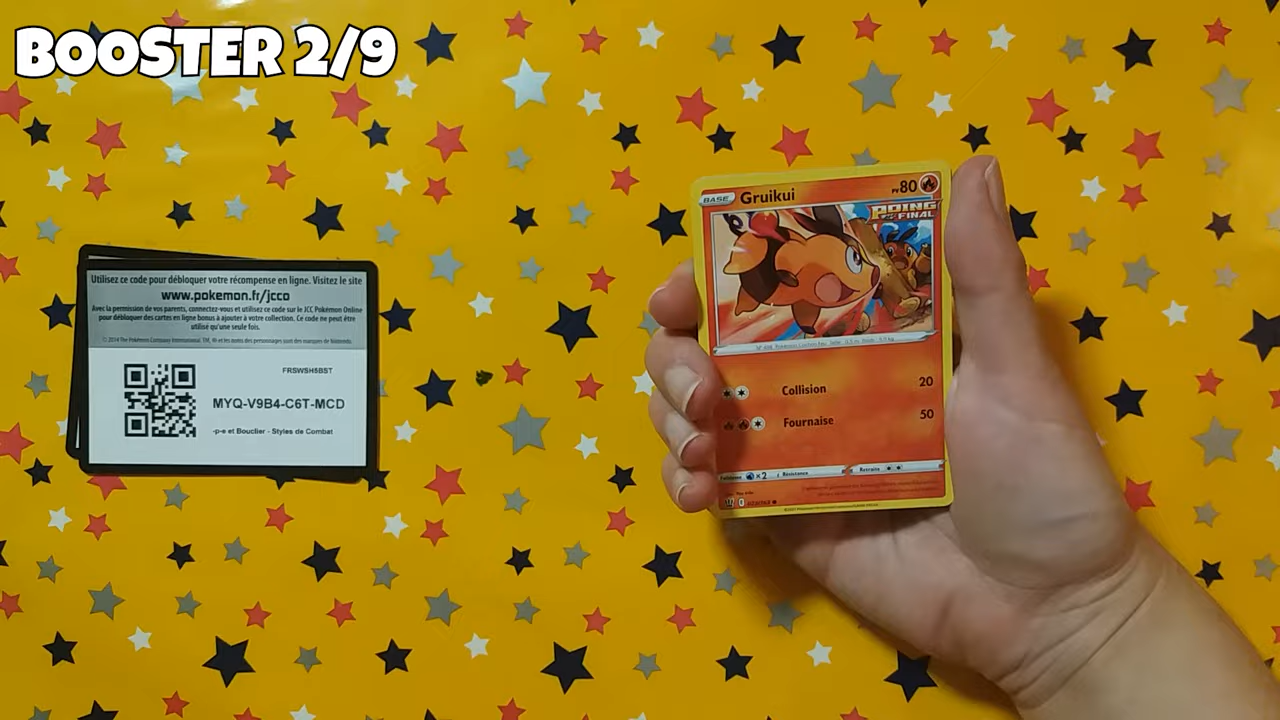 BOOSTER 2/9
Utilisez ce code pour débloquer votre récompense en ligne. Visitez le site
www.pokemon.fr/jcco
Avec la permission de vos parents, connectez-vous et utilisez ce code sur le JCC Pokémon Online
pour débloquer des cartes en ligne bonus à ajouter à votre collection. Ce code ne peut être
utilisé qu'une seule fois.
FRSWSH5BST
MYQ-V9B4-C6T-MCD
-p-e et Bouclier - Styles de Combat
BASE Gruikui PV 80
POING FINAL
Collision 20
Fournaise 50
×2 Résistance Retraite